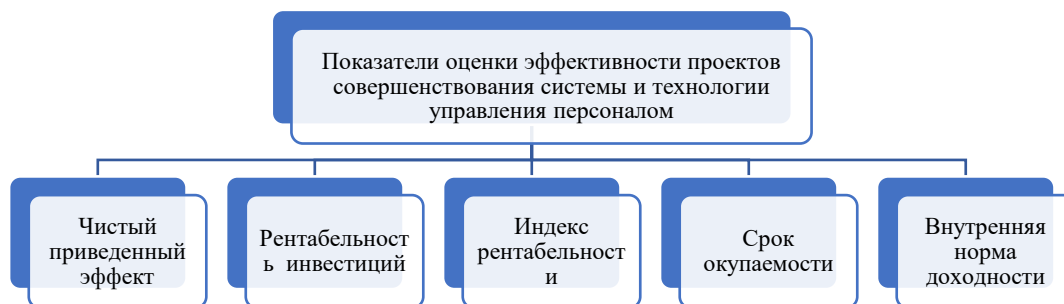 Показатели оценки эффективности проектов
совершенствования системы и технологии
управления персоналом
Чистый
приведенный
эффект
Рентабельност
ь инвестиций
Индекс
рентабельност
и
Срок
окупаемости
Внутренняя
норма
доходности